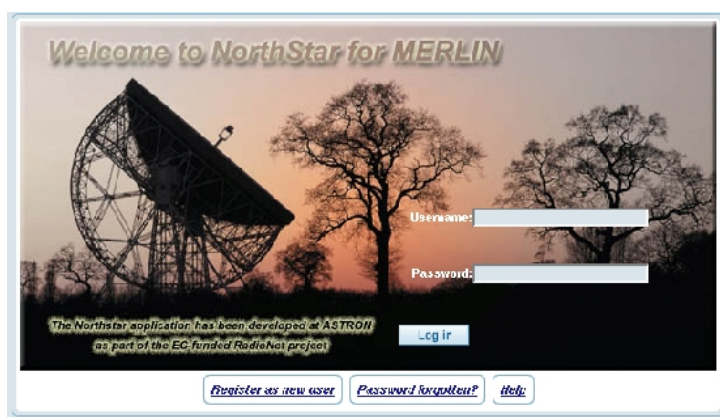 Welcome to NorthStar for MERLIN
Username:
Password:
The Northstar application has been developed at ASTRON
as part of the EC-funded RadioNet project
Log in
Register as new user
Password forgotten?
Help